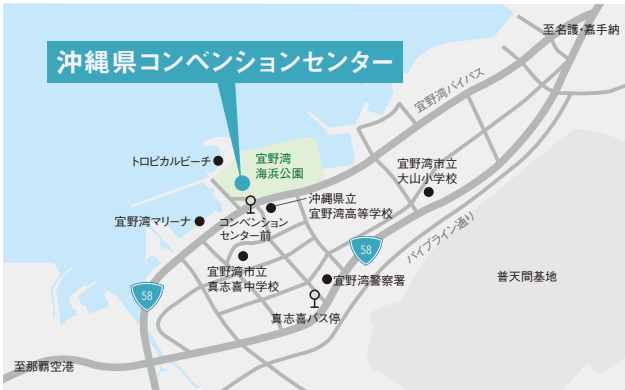 至名護・嘉手納
沖縄県コンベンションセンター
宜野湾バイパス
トロピカルビーチ
宜野湾
海浜公園
宜野湾市立
大山小学校
沖縄県立
宜野湾高等学校
宜野湾マリーナ
コンベンション
センター前
パイプライン通り
58
宜野湾市立
真志喜中学校
宜野湾警察署
普天間基地
58
真志喜バス停
至那覇空港